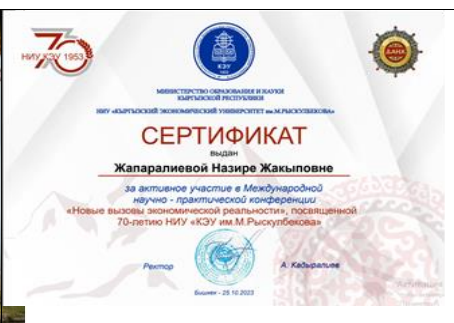 НИУ КЭУ 1953
КЭУ
БАНК
МИНИСТЕРСТВО ОБРАЗОВАНИЯ И НАУКИ
КЫРГЫЗСКОЙ РЕСПУБЛИКИ
НИУ «КЫРГЫЗСКИЙ ЭКОНОМИЧЕСКИЙ УНИВЕРСИТЕТ им.М.РЫСКУЛБЕКОВА»
СЕРТИФИКАТ
выдан
Жапаралиевой Назире Жакыповне
за активное участие в Международной
научно - практической конференции
«Новые вызовы экономической реальности», посвященной
70-летию НИУ «КЭУ им.М.Рыскулбекова»
Ректор
А. Кадыралиев
Бишкек - 25.10.2023